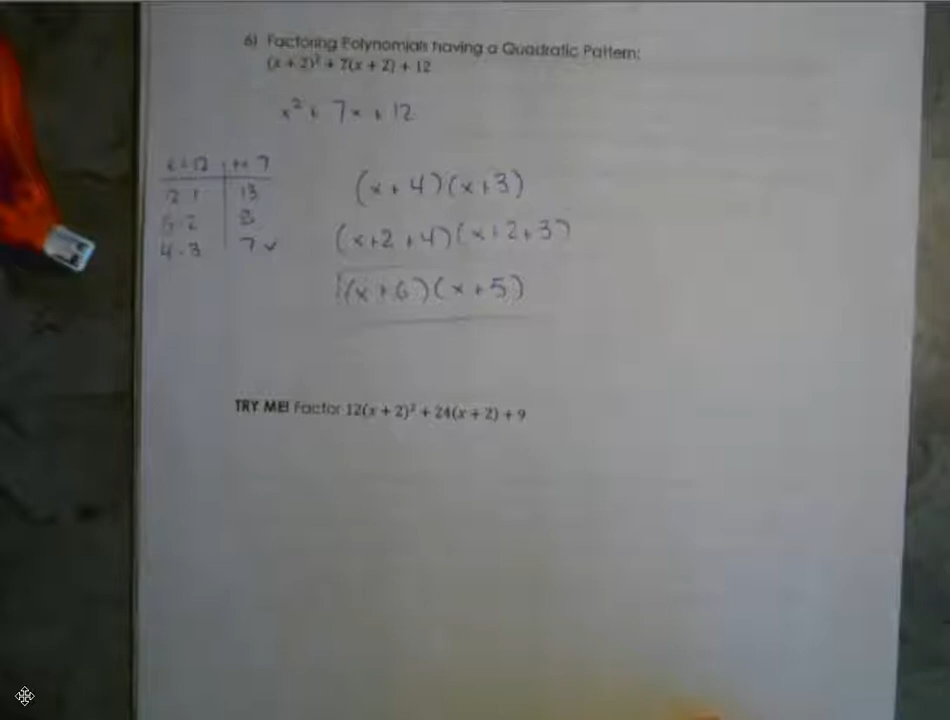 6) Factoring Polynomials having a Quadratic Pattern:
(x + 2)² + 7(x + 2) + 12
x² + 7x + 12
x = 12 | += 7
12 · 1 | 13
6 · 2 | 8
4 · 3 | 7 ✓
(x + 4)(x + 3)
(x + 2 + 4)(x + 2 + 3)
(x + 6)(x + 5)
TRY ME! Factor 12(x + 2)² + 24(x + 2) + 9